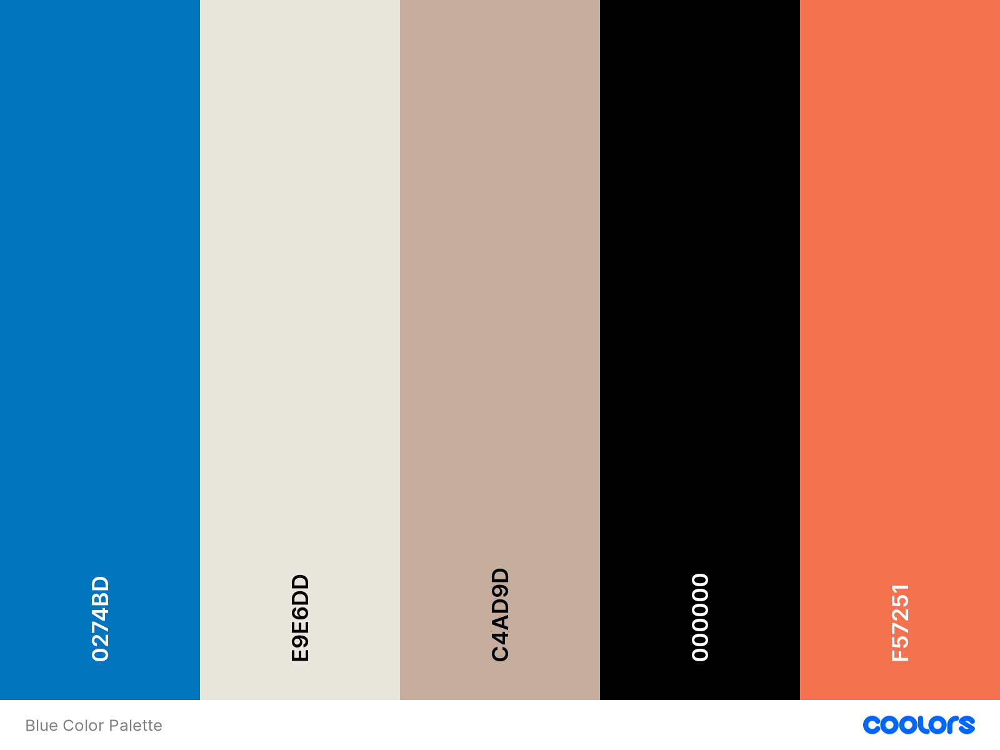 0274BD
E9E6DD
C4AD9D
000000
F57251
Blue Color Palette
coolors